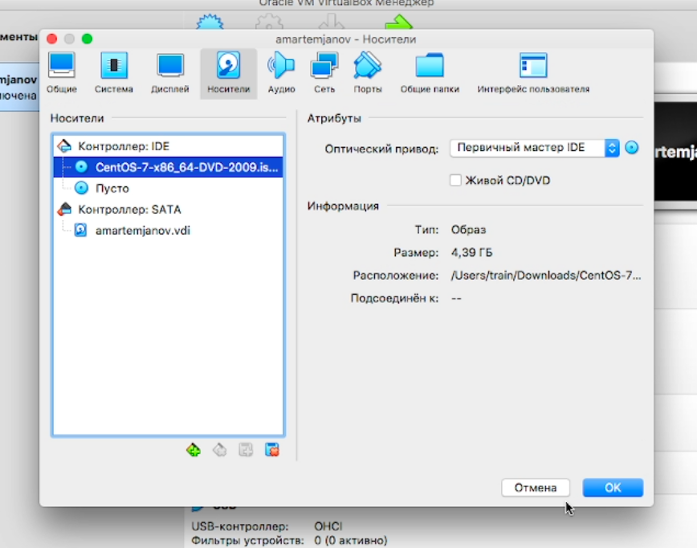 Oracle VM VirtualBox Менеджер
менты
amartemjanov - Носители
mjanov
ючена
Общие Система Дисплей Носители Аудио Сеть Порты Общие папки Интерфейс пользователя
Носители
Атрибуты
Контроллер: IDE
CentOS-7-x86_64-DVD-2009.is...
Пусто
Контроллер: SATA
amartemjanov.vdi
Оптический привод: Первичный мастер IDE
Живой CD/DVD
Информация
Тип: Образ
Размер: 4,39 ГБ
Расположение: /Users/train/Downloads/CentOS-7...
Подсоединён к: --
rtemja
Отмена OK
USB
USB-контроллер: OHCI
Фильтры устройств: 0 (0 активно)